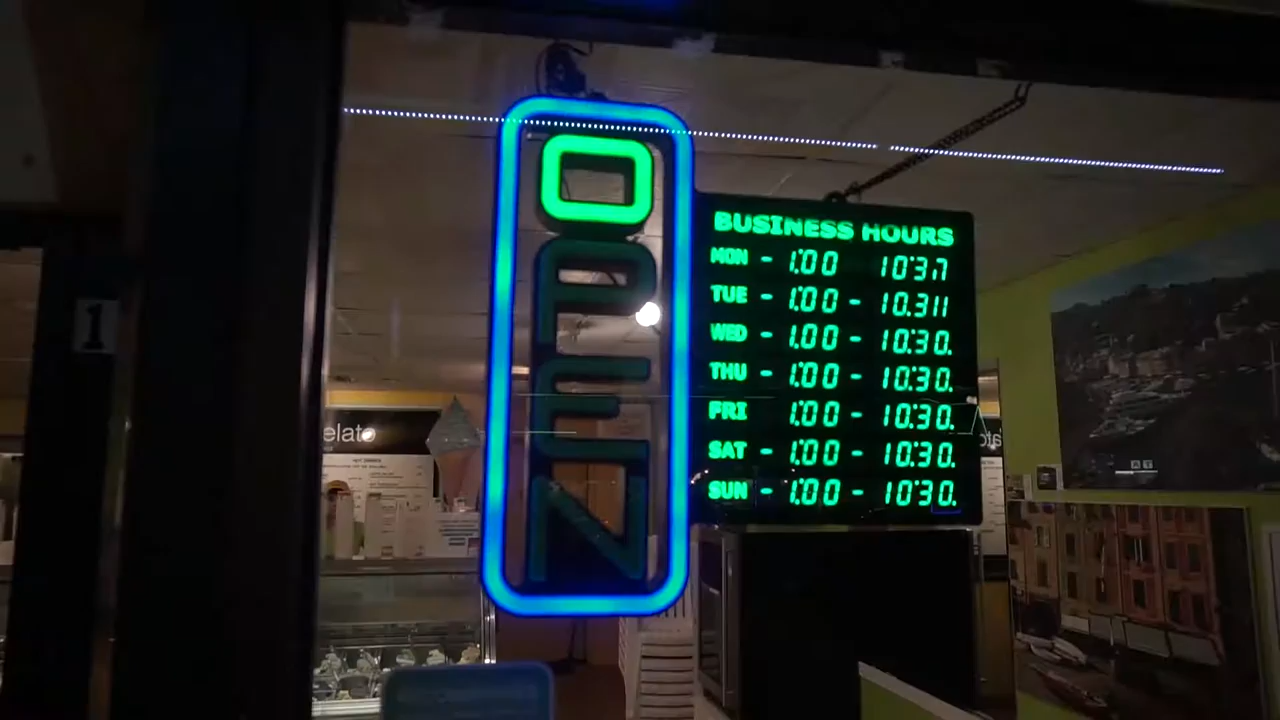 OPEN
BUSINESS HOURS
MON - 1:00 10:37
TUE - 1:00 - 10.311
WED - 1:00 - 10:30.
THU - 1:00 - 10:30.
FRI 1:00 - 10:30.
SAT - 1:00 - 10:30.
SUN - 1:00 - 10:30.
1
elato